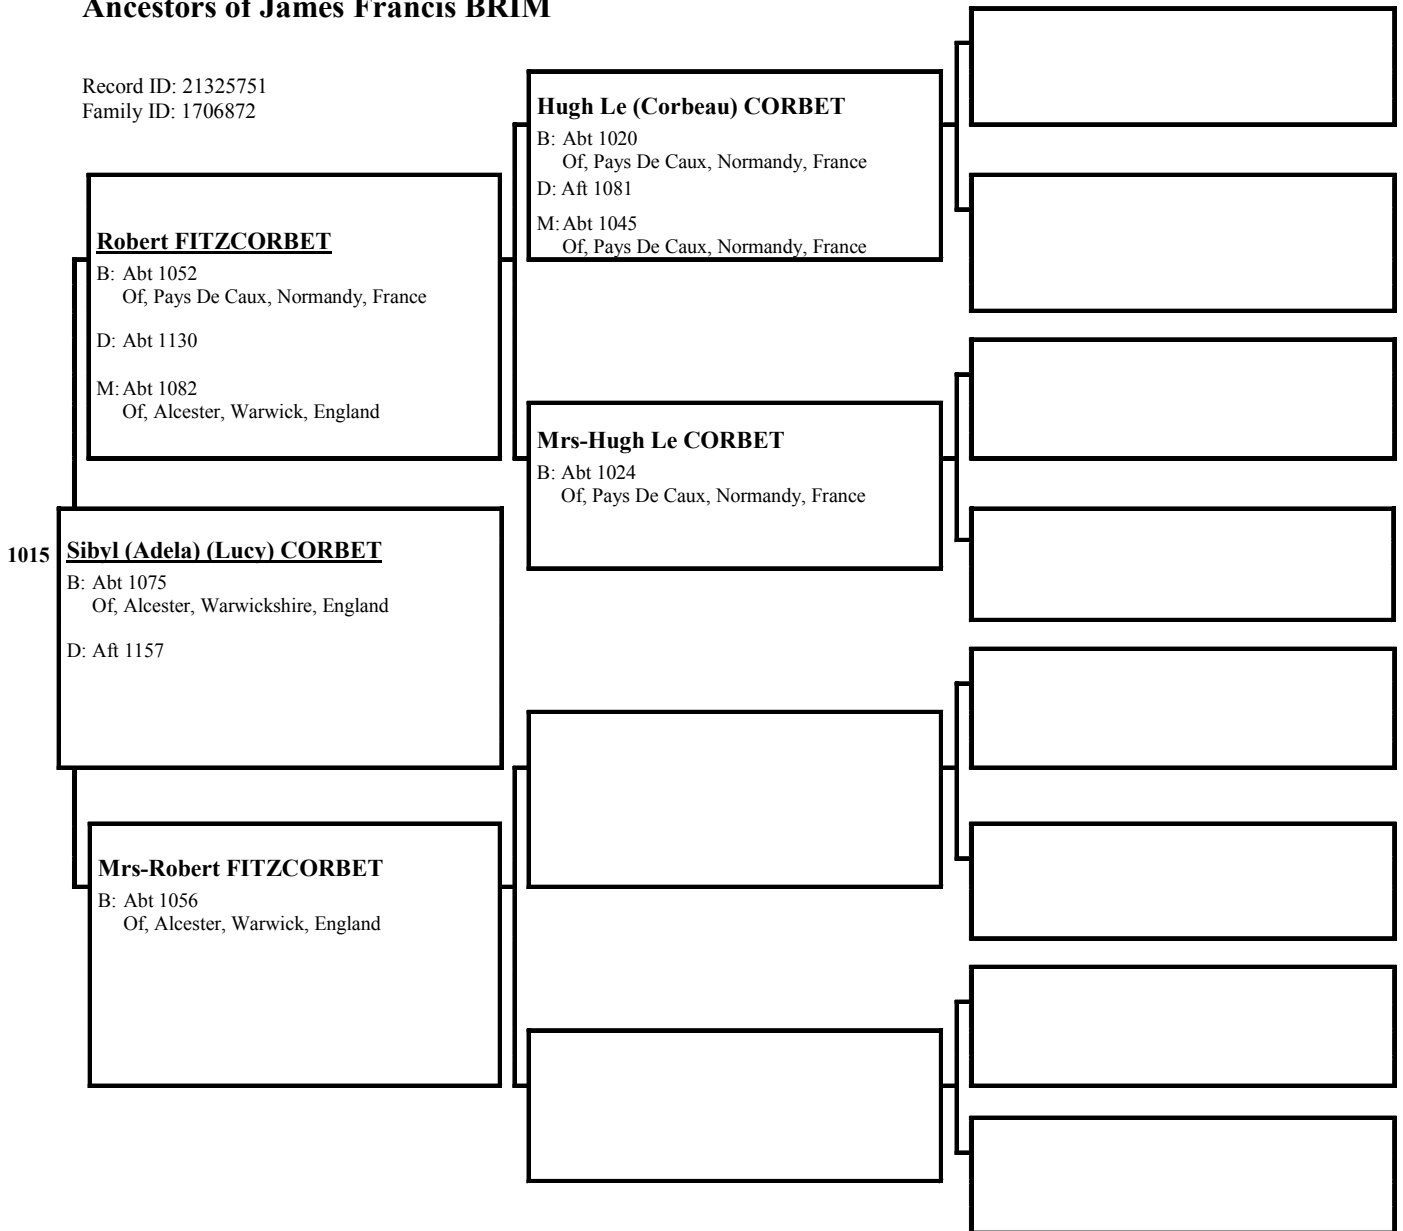 Ancestors of James Francis BRIM
Record ID: 21325751
Family ID: 1706872
Hugh Le (Corbeau) CORBET
B: Abt 1020
Of, Pays De Caux, Normandy, France
D: Aft 1081
M: Abt 1045
Of, Pays De Caux, Normandy, France
Robert FITZCORBET
B: Abt 1052
Of, Pays De Caux, Normandy, France
D: Abt 1130
M: Abt 1082
Of, Alcester, Warwick, England
Mrs-Hugh Le CORBET
B: Abt 1024
Of, Pays De Caux, Normandy, France
1015 Sibyl (Adela) (Lucy) CORBET
B: Abt 1075
Of, Alcester, Warwickshire, England
D: Aft 1157
Mrs-Robert FITZCORBET
B: Abt 1056
Of, Alcester, Warwick, England